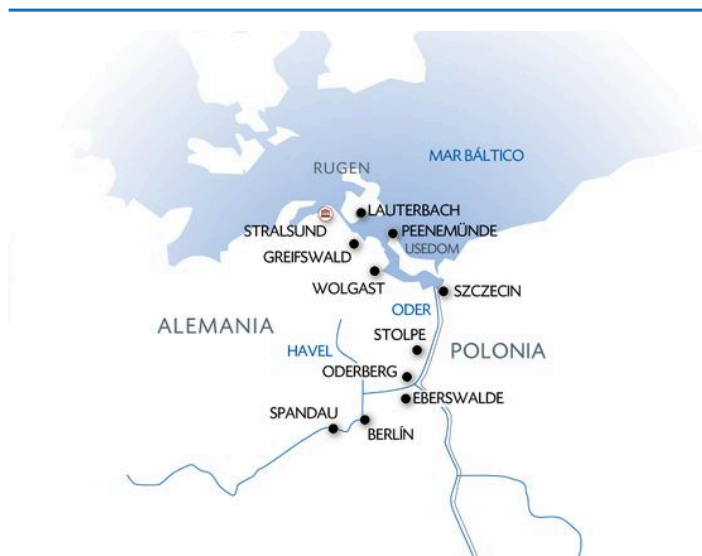 MAR BÁLTICO
RUGEN
LAUTERBACH
STRALSUND
PEENEMÜNDE
USEDOM
GREIFSWALD
WOLGAST
SZCZECIN
ODER
ALEMANIA
STOLPE
HAVEL
POLONIA
ODERBERG
EBERSWALDE
SPANDAU
BERLÍN